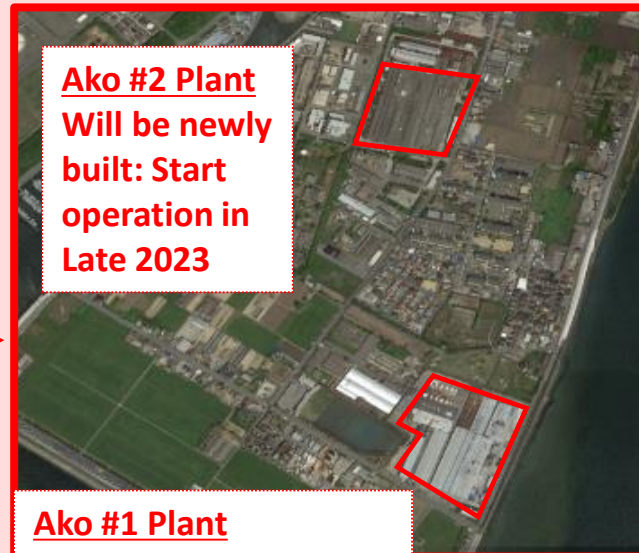 Ako #2 Plant
Will be newly
built: Start
operation in
Late 2023
Ako #1 Plant